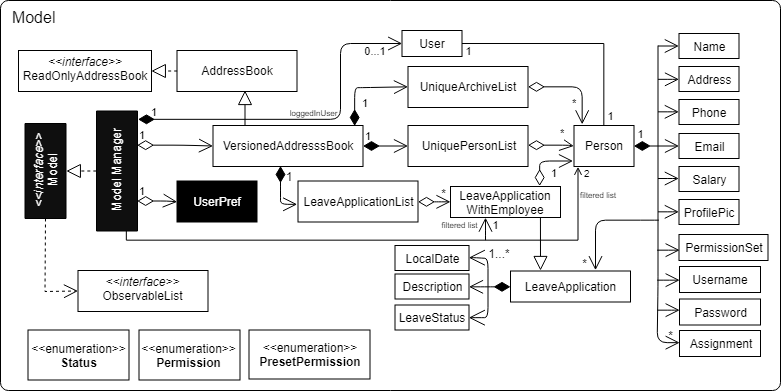 Model
<<interface>>
ReadOnlyAddressBook
AddressBook
User
0...1
1
loggedInUser
1
<<interface>>
Model
Model Manager
1
1
VersionedAddresssBook
1
1
1
UniqueArchiveList
*
UniquePersonList
*
Person
1
1
UserPref
LeaveApplicationList
*
LeaveApplication
WithEmployee
1
2
filtered list
filtered list
1
<<interface>>
ObservableList
LocalDate
1...*
Description
LeaveStatus
LeaveApplication
*
Name
Address
Phone
Email
Salary
ProfilePic
PermissionSet
Username
Password
*
Assignment
<<enumeration>>
Status
<<enumeration>>
Permission
<<enumeration>>
PresetPermission